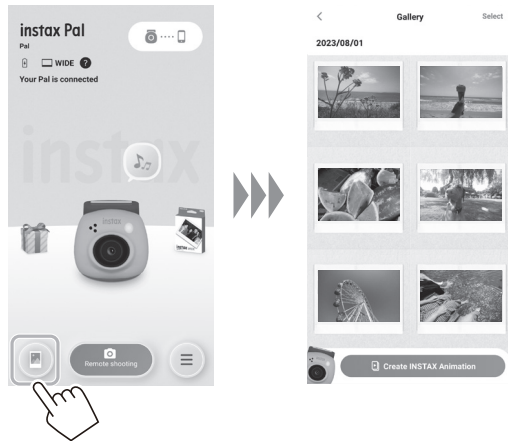 instax Pal
Pal
WIDE ?
Your Pal is connected
instax
instax
Remote shooting
Gallery
Select
2023/08/01
Create INSTAX Animation